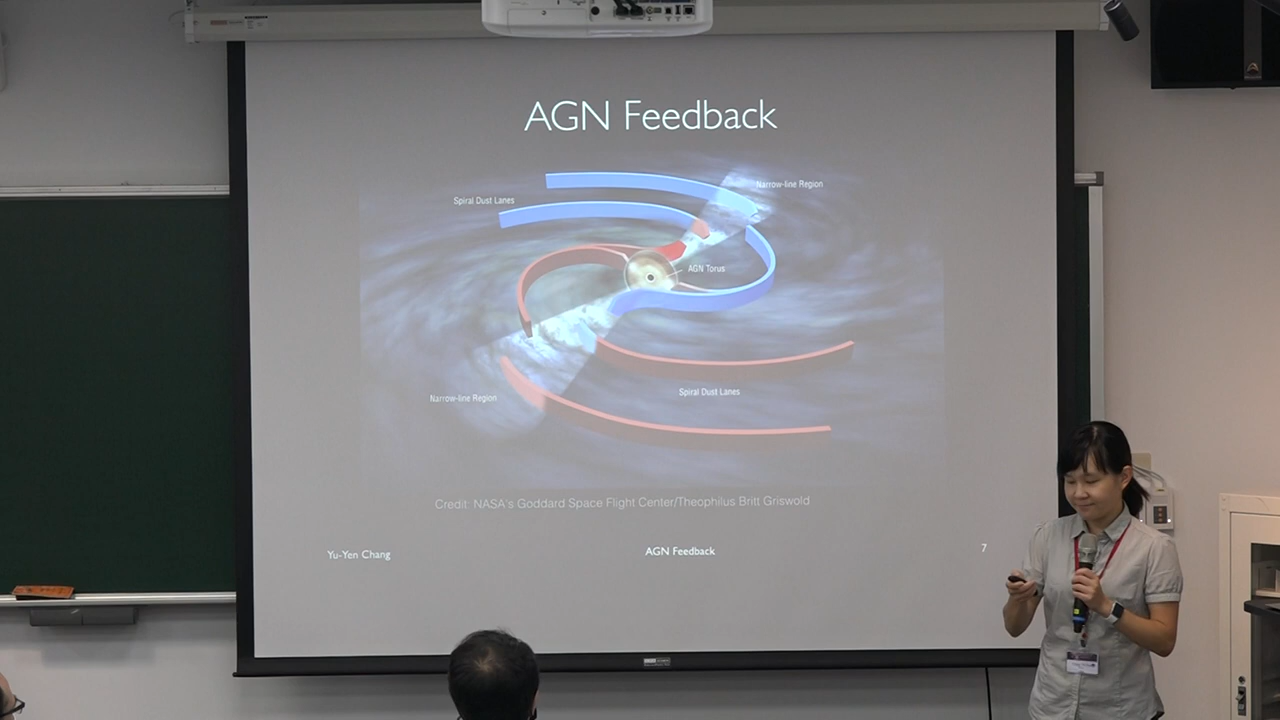 AGN Feedback
Narrow-line Region
Spiral Dust Lanes
AGN Torus
Spiral Dust Lanes
Narrow-line Region
Credit: NASA's Goddard Space Flight Center/Theophilus Britt Griswold
Yu-Yen Chang
AGN Feedback
7